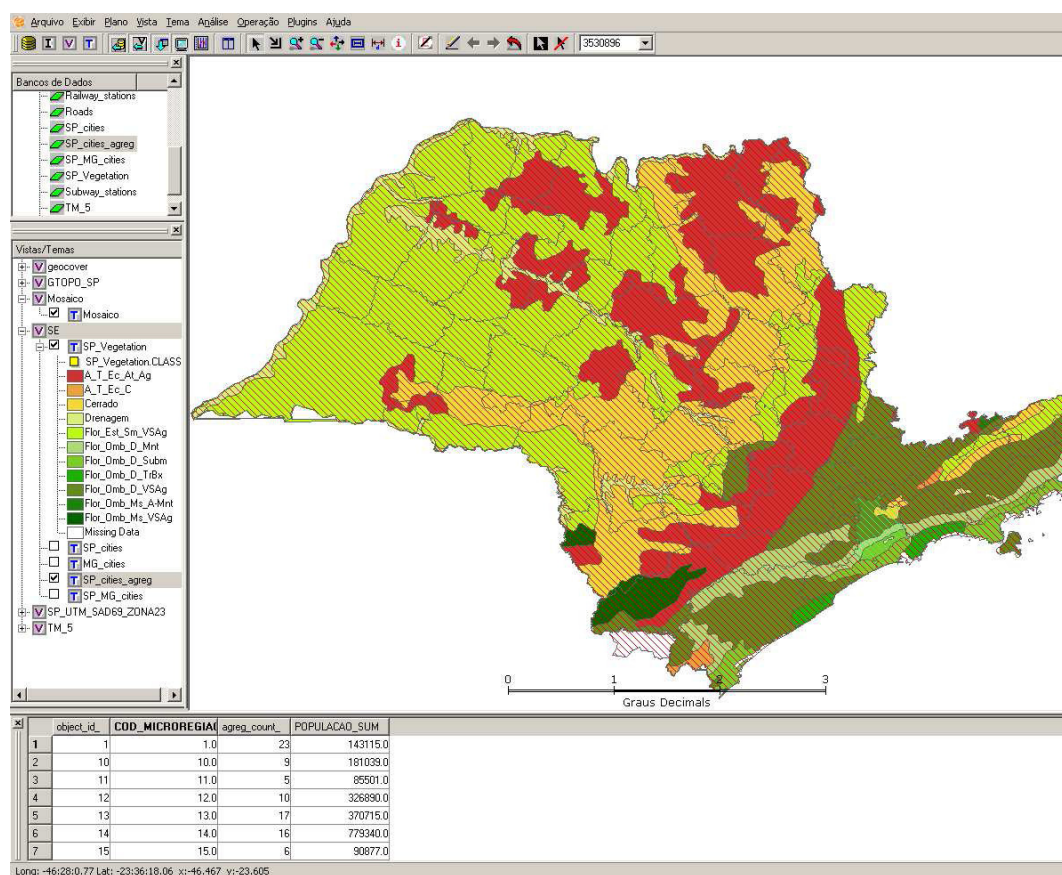 Arquivo Exibir Plano Vista Tema Análise Operação Plugins Ajuda
I V T 3530896
Bancos de Dados
Railway_stations
Roads
SP_cities
SP_cities_agreg
SP_MG_cities
SP_Vegetation
Subway_stations
TM_5
Vistas/Temas
V geocover
V GTOPO_SP
V Mosaico
T Mosaico
V SE
T SP_Vegetation
SP_Vegetation.CLASS
A_T_Ec_At_Ag
A_T_Ec_C
Cerrado
Drenagem
Flor_Est_Sm_VSAg
Flor_Omb_D_Mnt
Flor_Omb_D_Subm
Flor_Omb_D_TrBx
Flor_Omb_D_VSAg
Flor_Omb_Ms_A-Mnt
Flor_Omb_Ms_VSAg
Missing Data
T SP_cities
T MG_cities
T SP_cities_agreg
T SP_MG_cities
V SP_UTM_SAD69_ZONA23
V TM_5
0 1 2 3
Graus Decimals
object_id_ COD_MICROREGIAO agreg_count_ POPULACAO_SUM
1 1 1.0 23 143115.0
2 10 10.0 9 181039.0
3 11 11.0 5 85501.0
4 12 12.0 10 326890.0
5 13 13.0 17 370715.0
6 14 14.0 16 779340.0
7 15 15.0 6 90877.0
Long: -46:28:0.77 Lat: -23:36:18.06 x:-46.467 y:-23.605